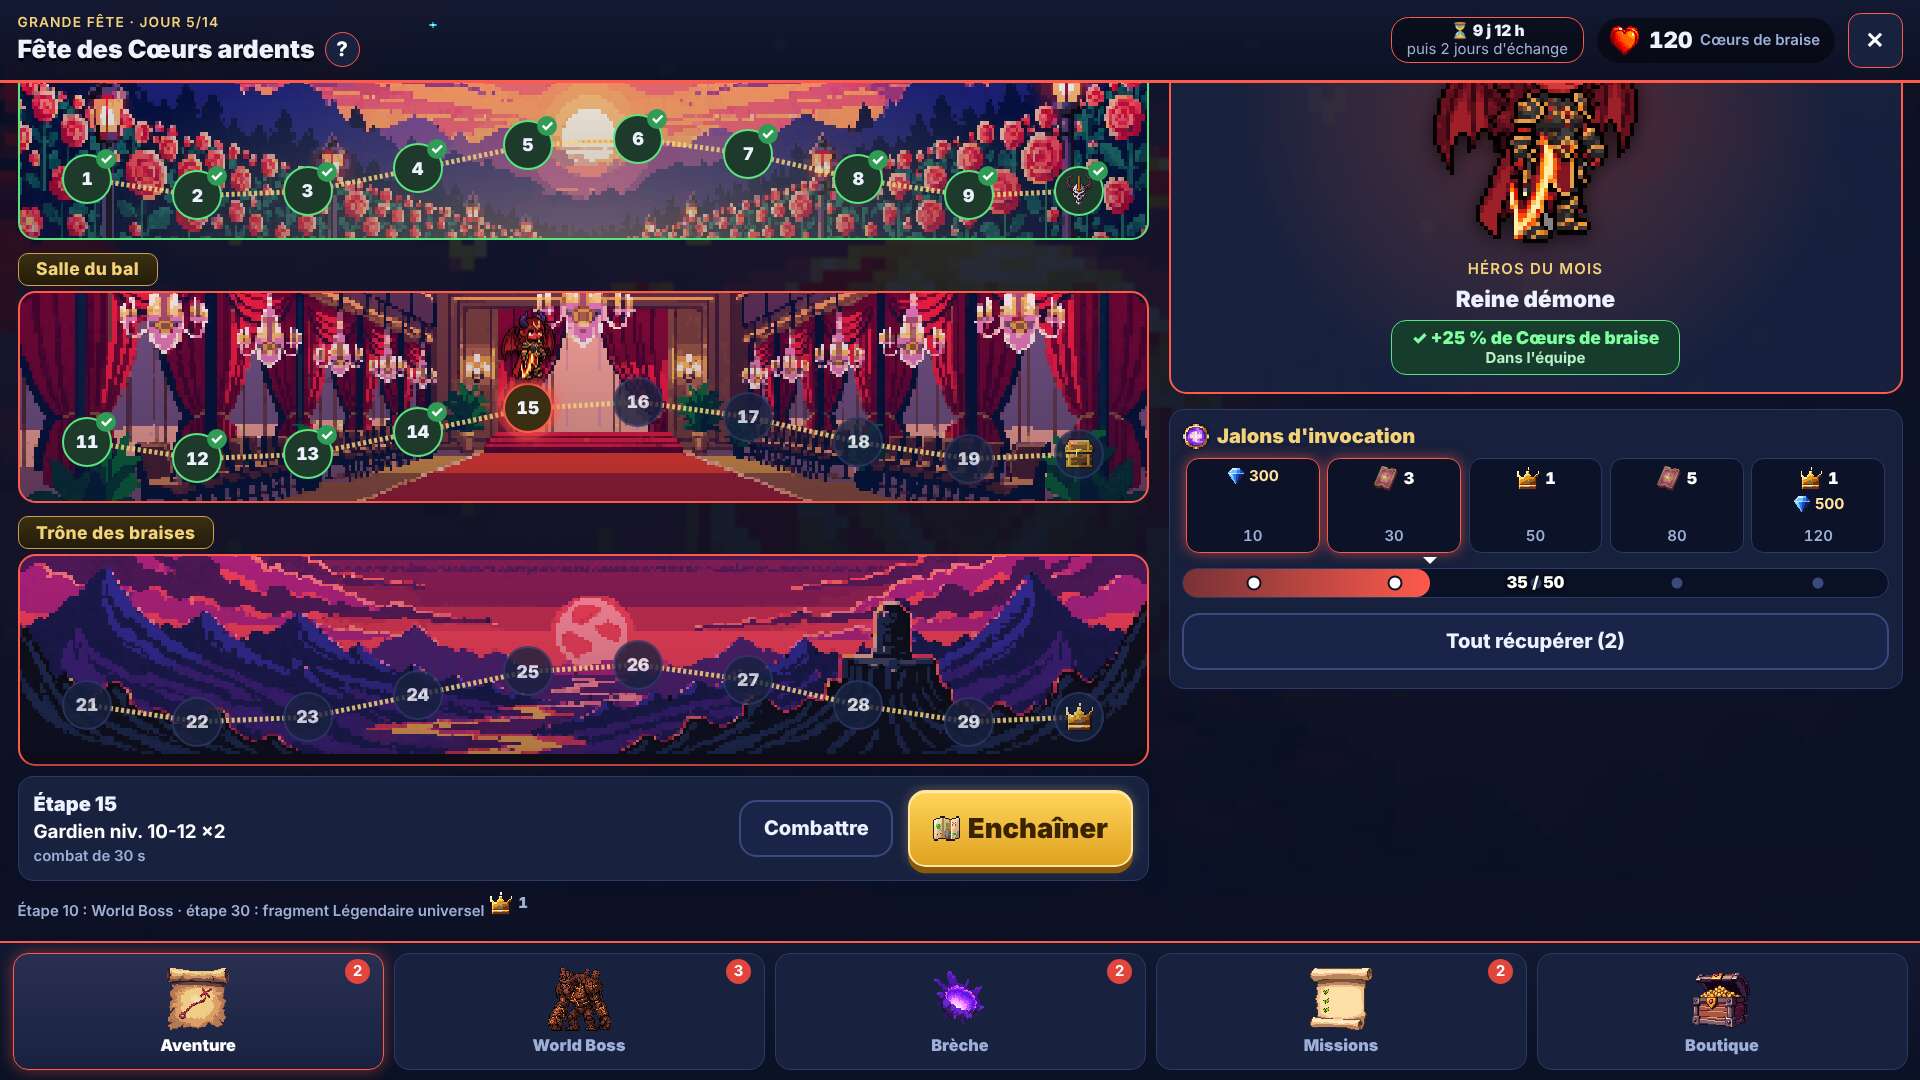 GRANDE FÊTE · JOUR 5/14
Fête des Cœurs ardents ?
⏳ 9 j 12 h
puis 2 jours d'échange
120 Cœurs de braise
✕
1 2 3 4 5 6 7 8 9
Salle du bal
11 12 13 14 15 16 17 18 19
Trône des braises
21 22 23 24 25 26 27 28 29
Étape 15
Gardien niv. 10-12 ×2
combat de 30 s
Combattre
Enchaîner
Étape 10 : World Boss · étape 30 : fragment Légendaire universel 1
HÉROS DU MOIS
Reine démone
✓ +25 % de Cœurs de braise
Dans l'équipe
Jalons d'invocation
300 3 1 5 1
500
10 30 50 80 120
35 / 50
Tout récupérer (2)
2 3 2 2
Aventure World Boss Brèche Missions Boutique